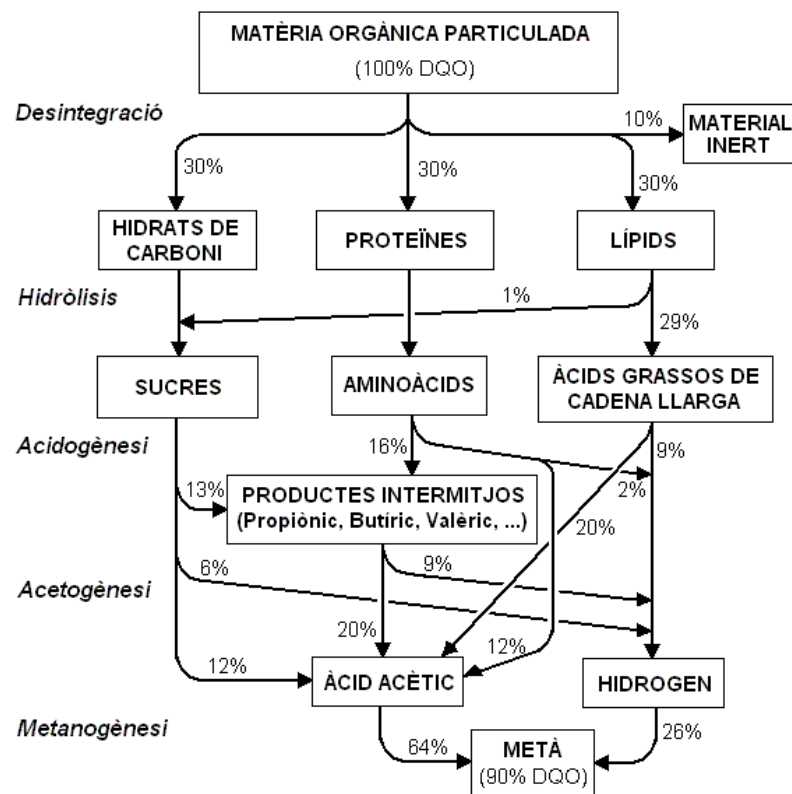 MATÈRIA ORGÀNICA PARTICULADA
(100% DQO)
Desintegració
10%
MATERIAL
INERT
30%
30%
30%
HIDRATS DE
CARBONI
PROTEÏNES
LÍPIDS
Hidròlisis
1%
29%
SUCRES
AMINOÀCIDS
ÀCIDS GRASSOS DE
CADENA LLARGA
Acidogènesi
16%
9%
13%
2%
PRODUCTES INTERMITJOS
(Propiònic, Butíric, Valèric, ...)
20%
6%
9%
Acetogènesi
20%
12%
12%
ÀCID ACÈTIC
HIDROGEN
Metanogènesi
64%
26%
METÀ
(90% DQO)